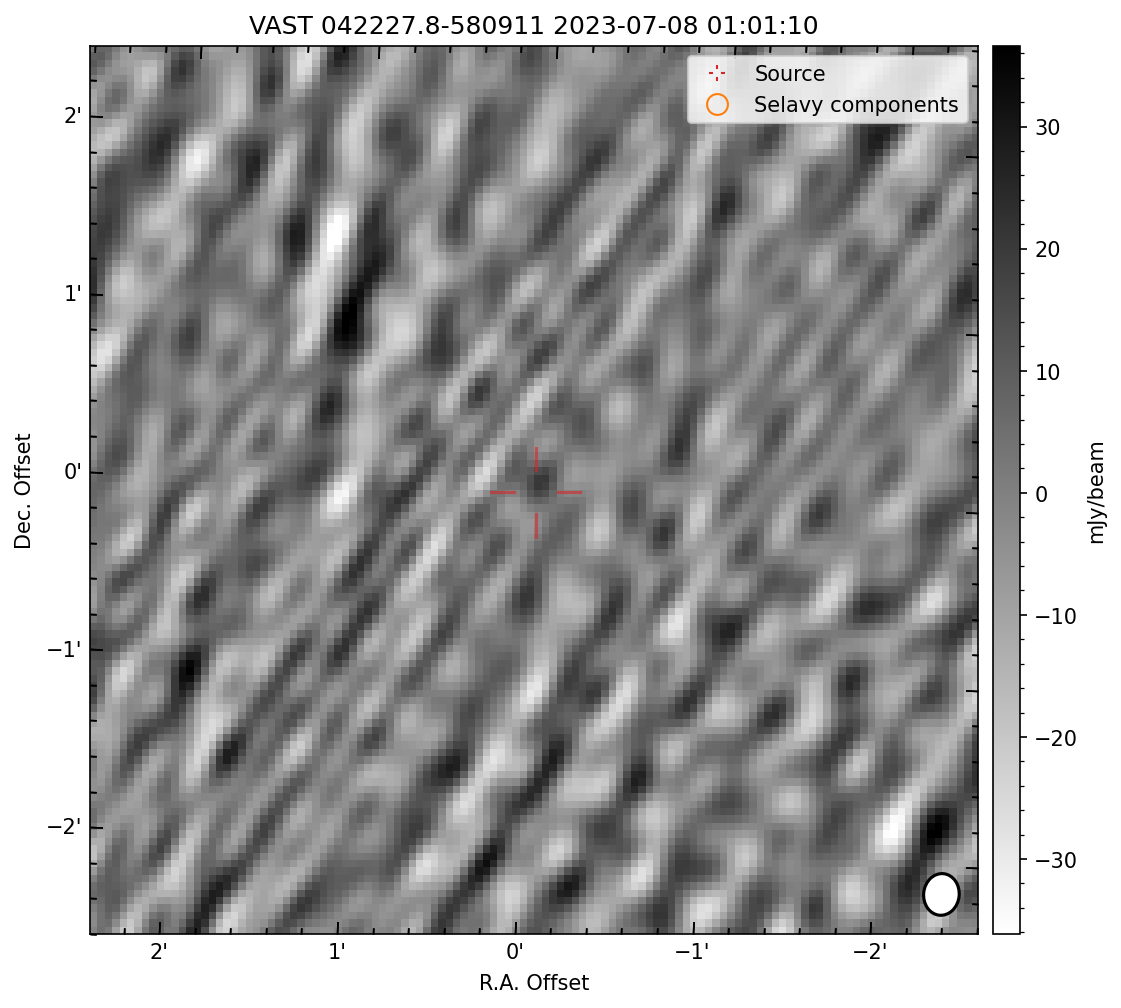 VAST 042227.8-580911 2023-07-08 01:01:10
Source
Selavy components
2'
1'
0'
−1'
−2'
Dec. Offset
2'
1'
0'
−1'
−2'
R.A. Offset
30
20
10
0
−10
−20
−30
mJy/beam